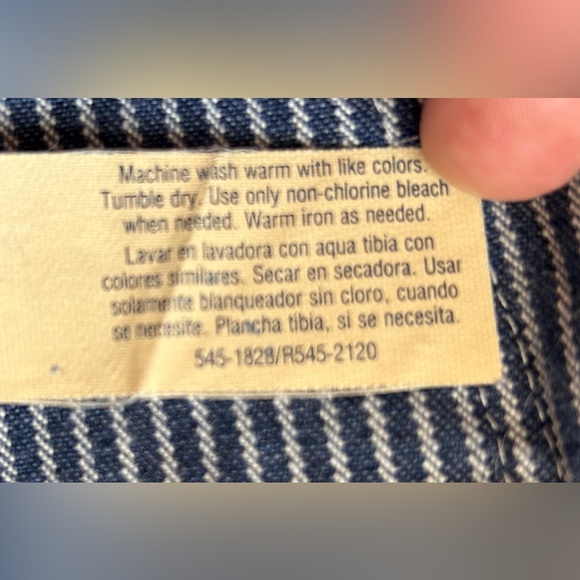 Machine wash warm with like colors.
Tumble dry. Use only non-chlorine bleach
when needed. Warm iron as needed.
Lavar en lavadora con aqua tibia con
colores similares. Secar en secadora. Usar
solamente blanqueador sin cloro, cuando
se necesite. Plancha tibia, si se necesita.
545-1828/R545-2120